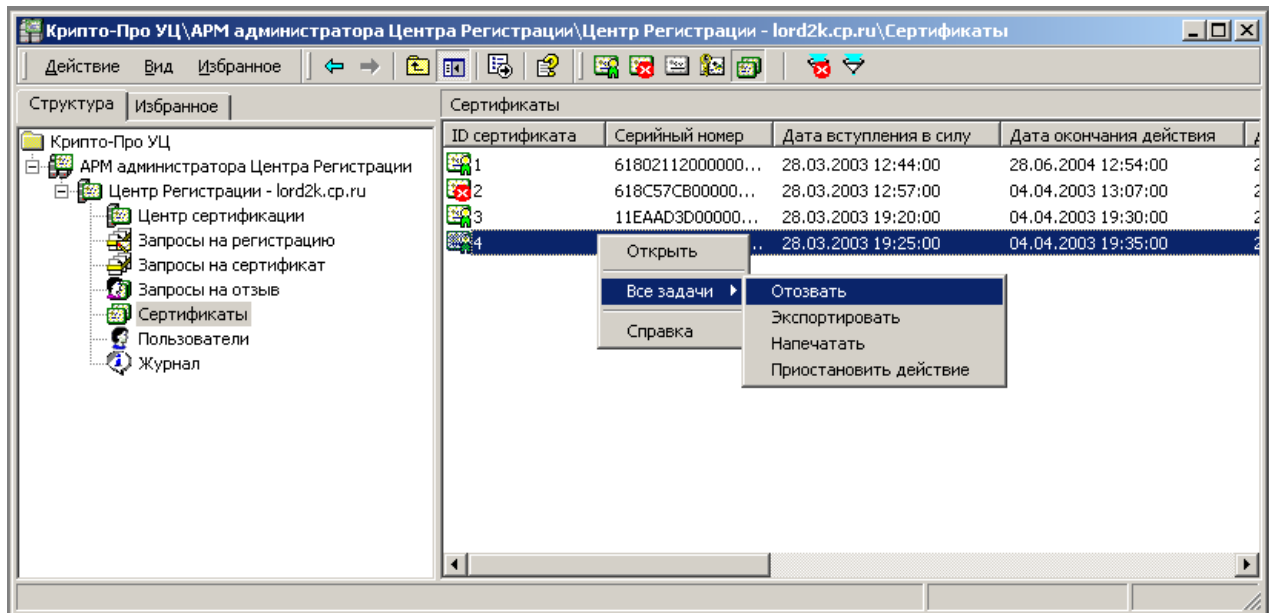 Крипто-Про УЦ\АРМ администратора Центра Регистрации\Центр Регистрации - lord2k.cp.ru\Сертификаты
Действие Вид Избранное
Структура Избранное
Сертификаты
Крипто-Про УЦ
АРМ администратора Центра Регистрации
Центр Регистрации - lord2k.cp.ru
Центр сертификации
Запросы на регистрацию
Запросы на сертификат
Запросы на отзыв
Сертификаты
Пользователи
Журнал
ID сертификата Серийный номер Дата вступления в силу Дата окончания действия
1 61802112000000... 28.03.2003 12:44:00 28.06.2004 12:54:00
2 618C57CB00000... 28.03.2003 12:57:00 04.04.2003 13:07:00
3 11EAAD3D00000... 28.03.2003 19:20:00 04.04.2003 19:30:00
4 .. 28.03.2003 19:25:00 04.04.2003 19:35:00
Открыть
Все задачи
Справка
Отозвать
Экспортировать
Напечатать
Приостановить действие